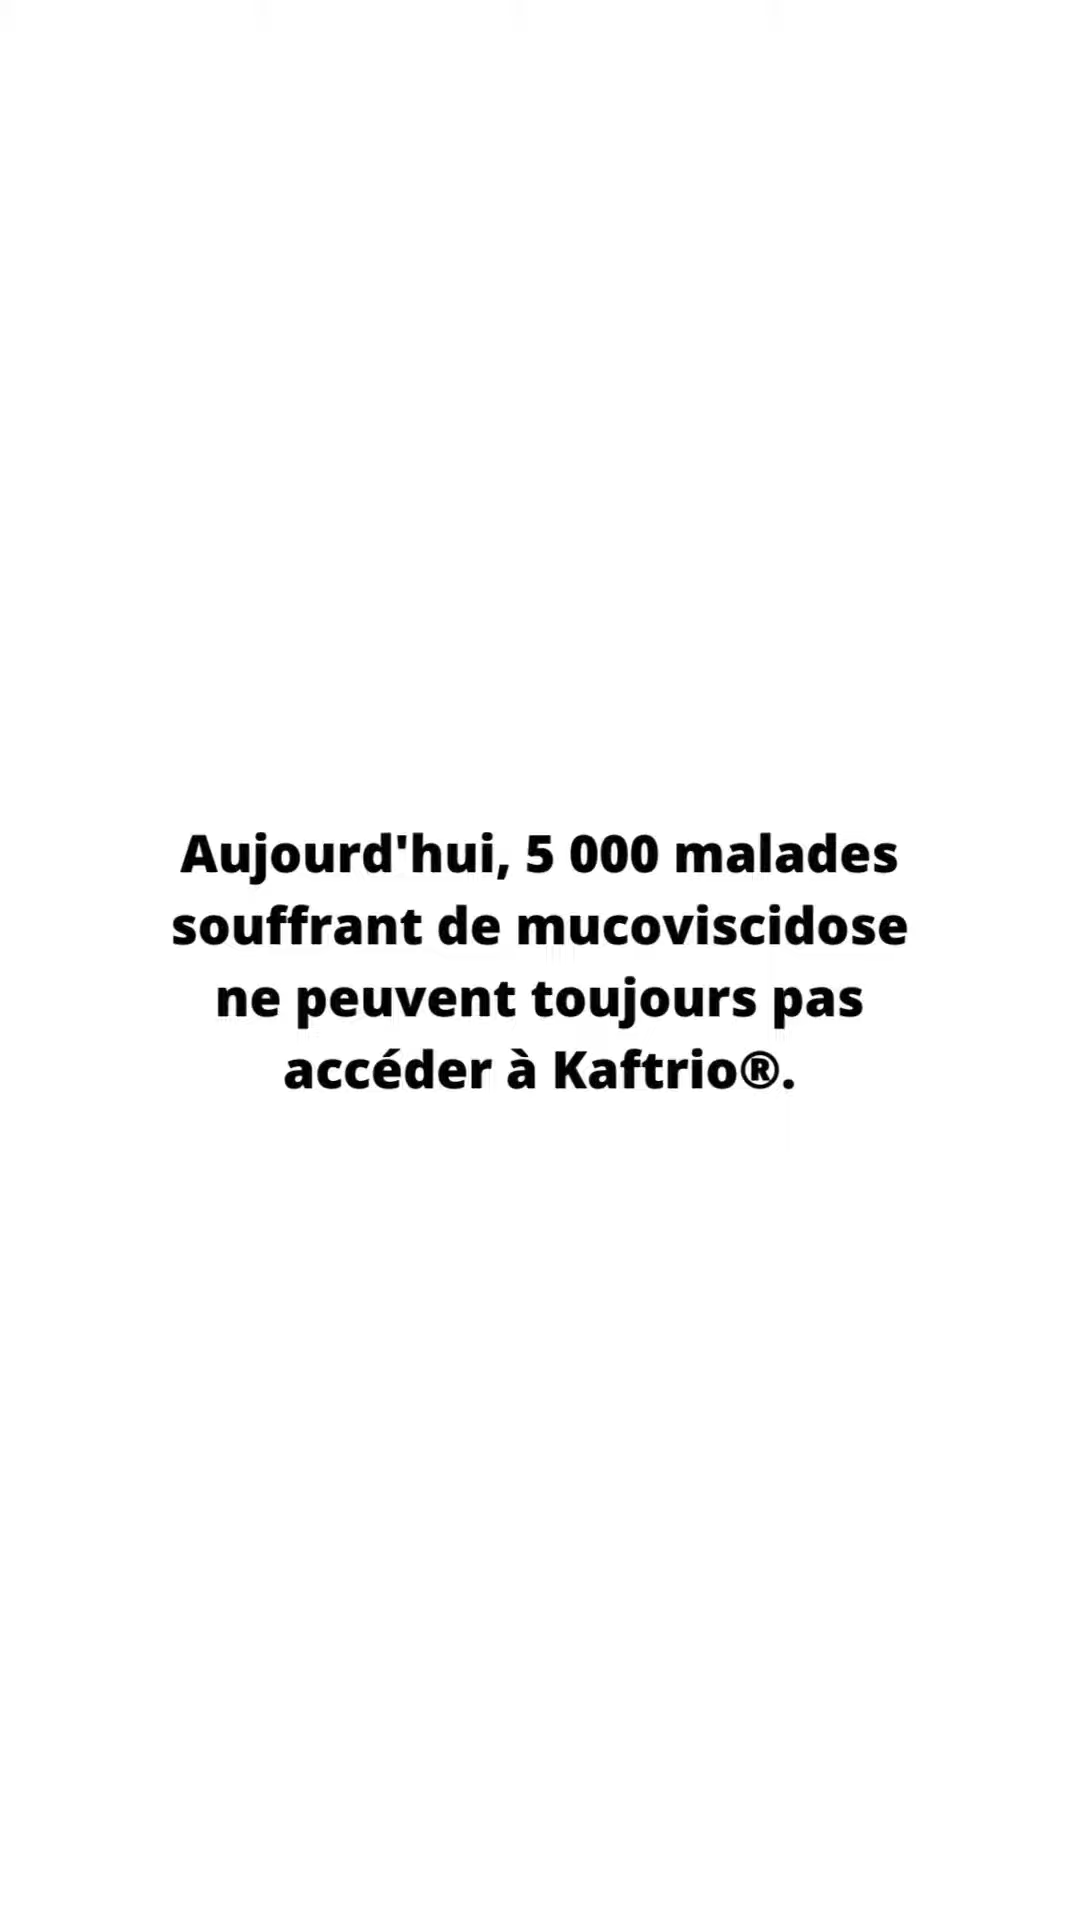 Aujourd'hui, 5 000 malades
souffrant de mucoviscidose
ne peuvent toujours pas
accéder à Kaftrio®.